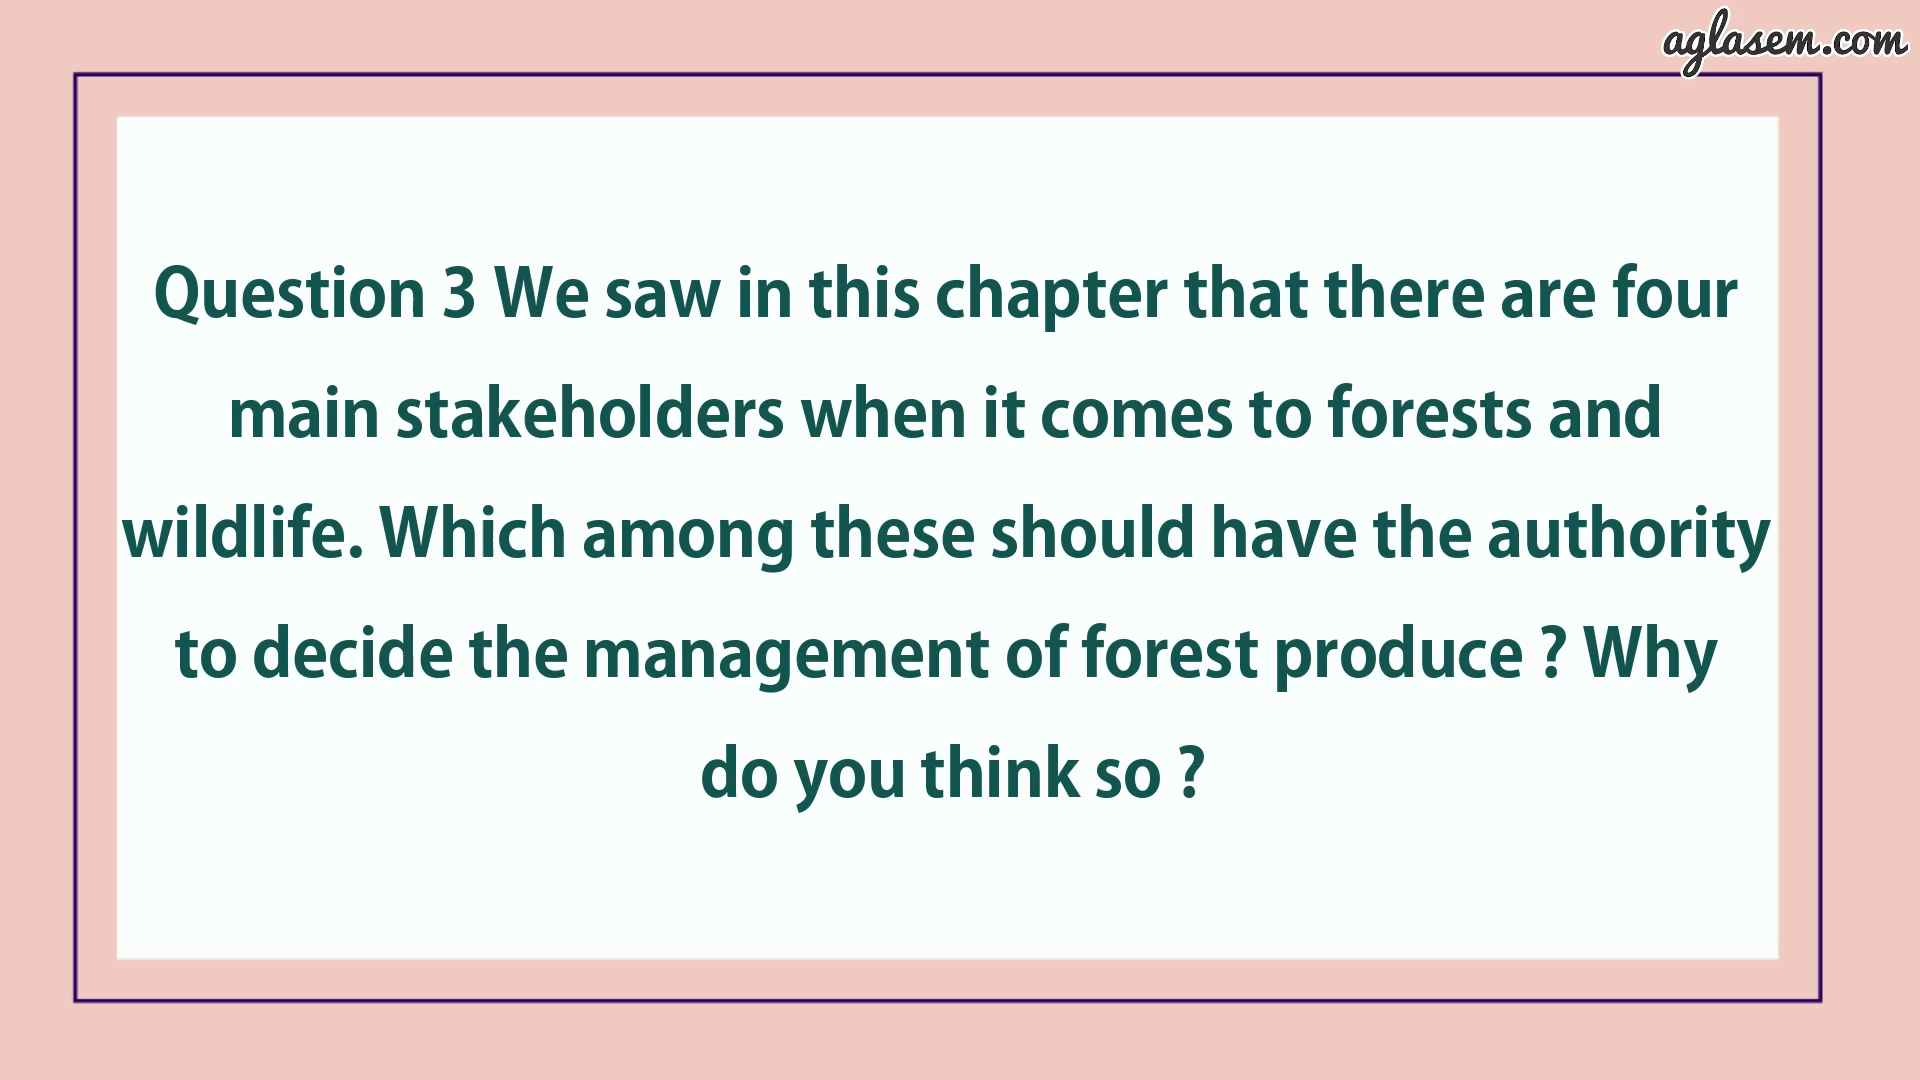 aglasem.com
Question 3 We saw in this chapter that there are four
main stakeholders when it comes to forests and
wildlife. Which among these should have the authority
to decide the management of forest produce ? Why
do you think so ?